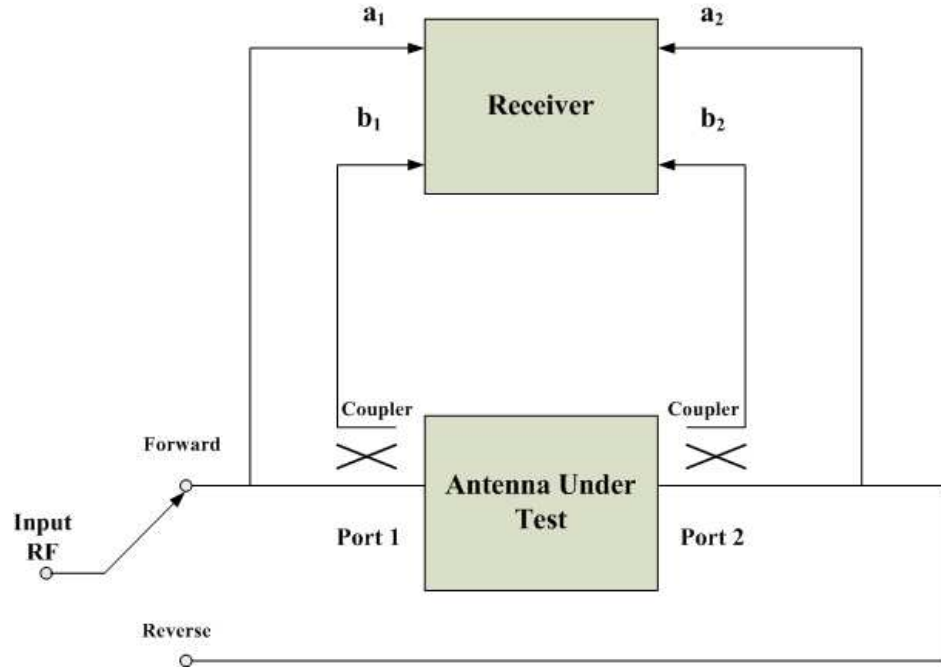 a₁
a₂
Receiver
b₁
b₂
Coupler
Coupler
Forward
Antenna Under
Test
Input
RF
Port 1
Port 2
Reverse